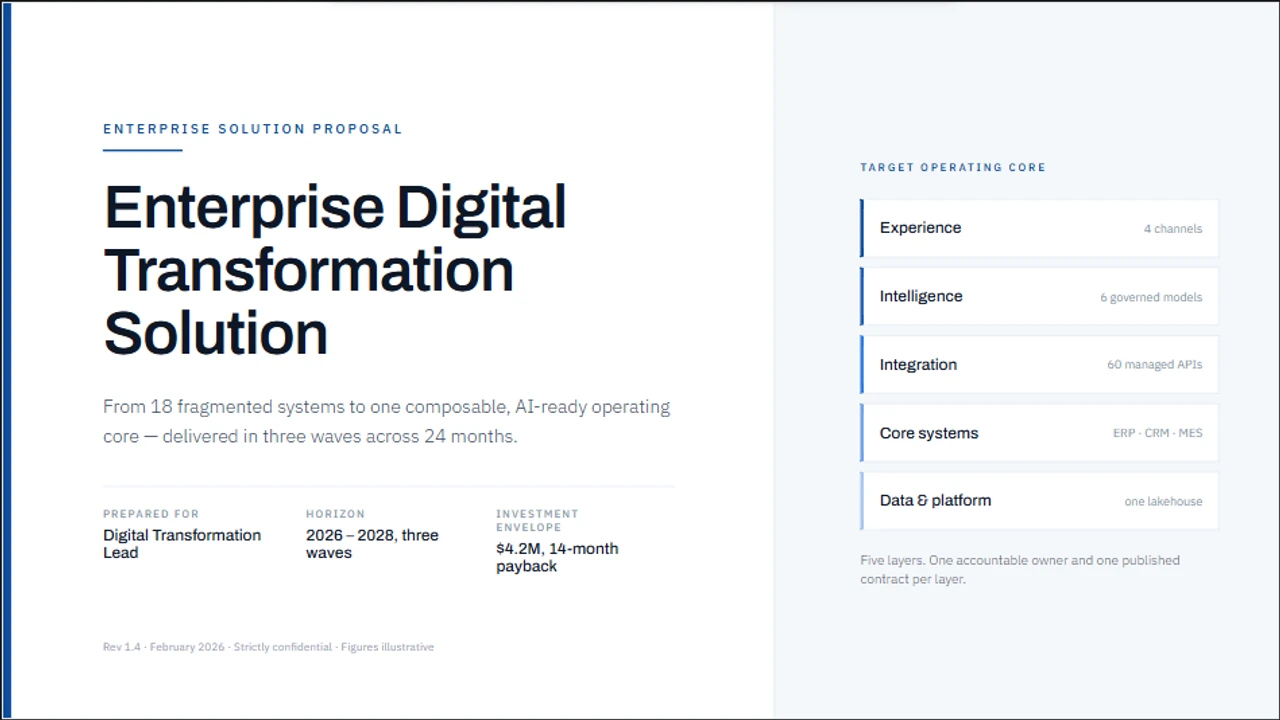 ENTERPRISE SOLUTION PROPOSAL
Enterprise Digital
Transformation
Solution
From 18 fragmented systems to one composable, AI-ready operating
core — delivered in three waves across 24 months.
PREPARED FOR
Digital Transformation
Lead
HORIZON
2026 – 2028, three
waves
INVESTMENT
ENVELOPE
$4.2M, 14-month
payback
Rev 1.4 · February 2026 · Strictly confidential · Figures illustrative
TARGET OPERATING CORE
Experience 4 channels
Intelligence 6 governed models
Integration 60 managed APIs
Core systems ERP · CRM · MES
Data & platform one lakehouse
Five layers. One accountable owner and one published
contract per layer.